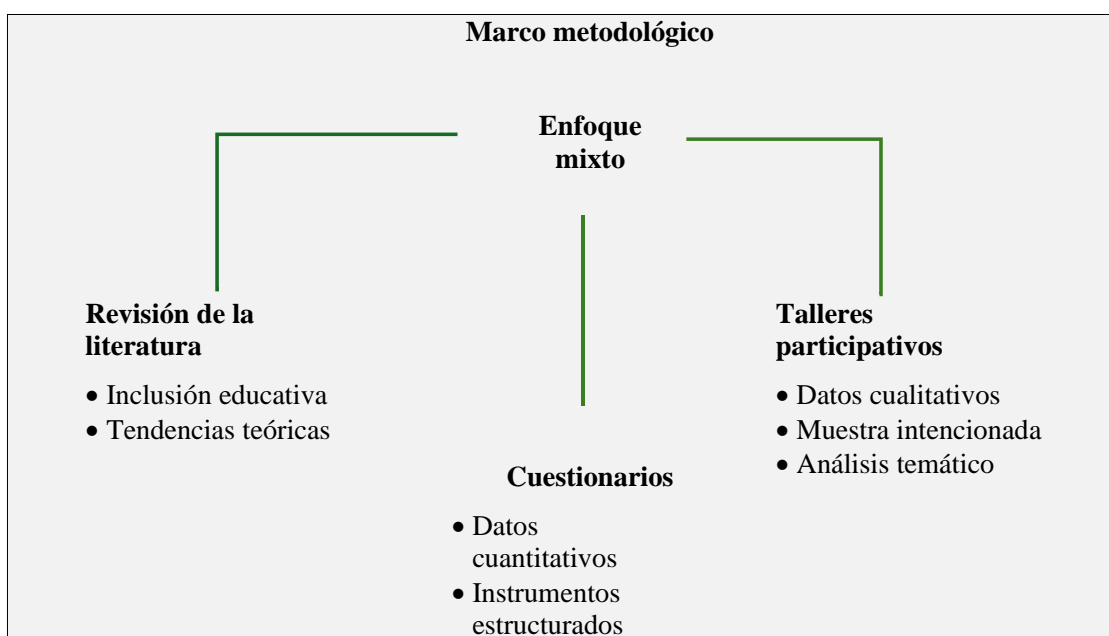 Marco metodológico
Enfoque
mixto
Revisión de la
literatura
• Inclusión educativa
• Tendencias teóricas
Cuestionarios
• Datos
cuantitativos
• Instrumentos
estructurados
Talleres
participativos
• Datos cualitativos
• Muestra intencionada
• Análisis temático